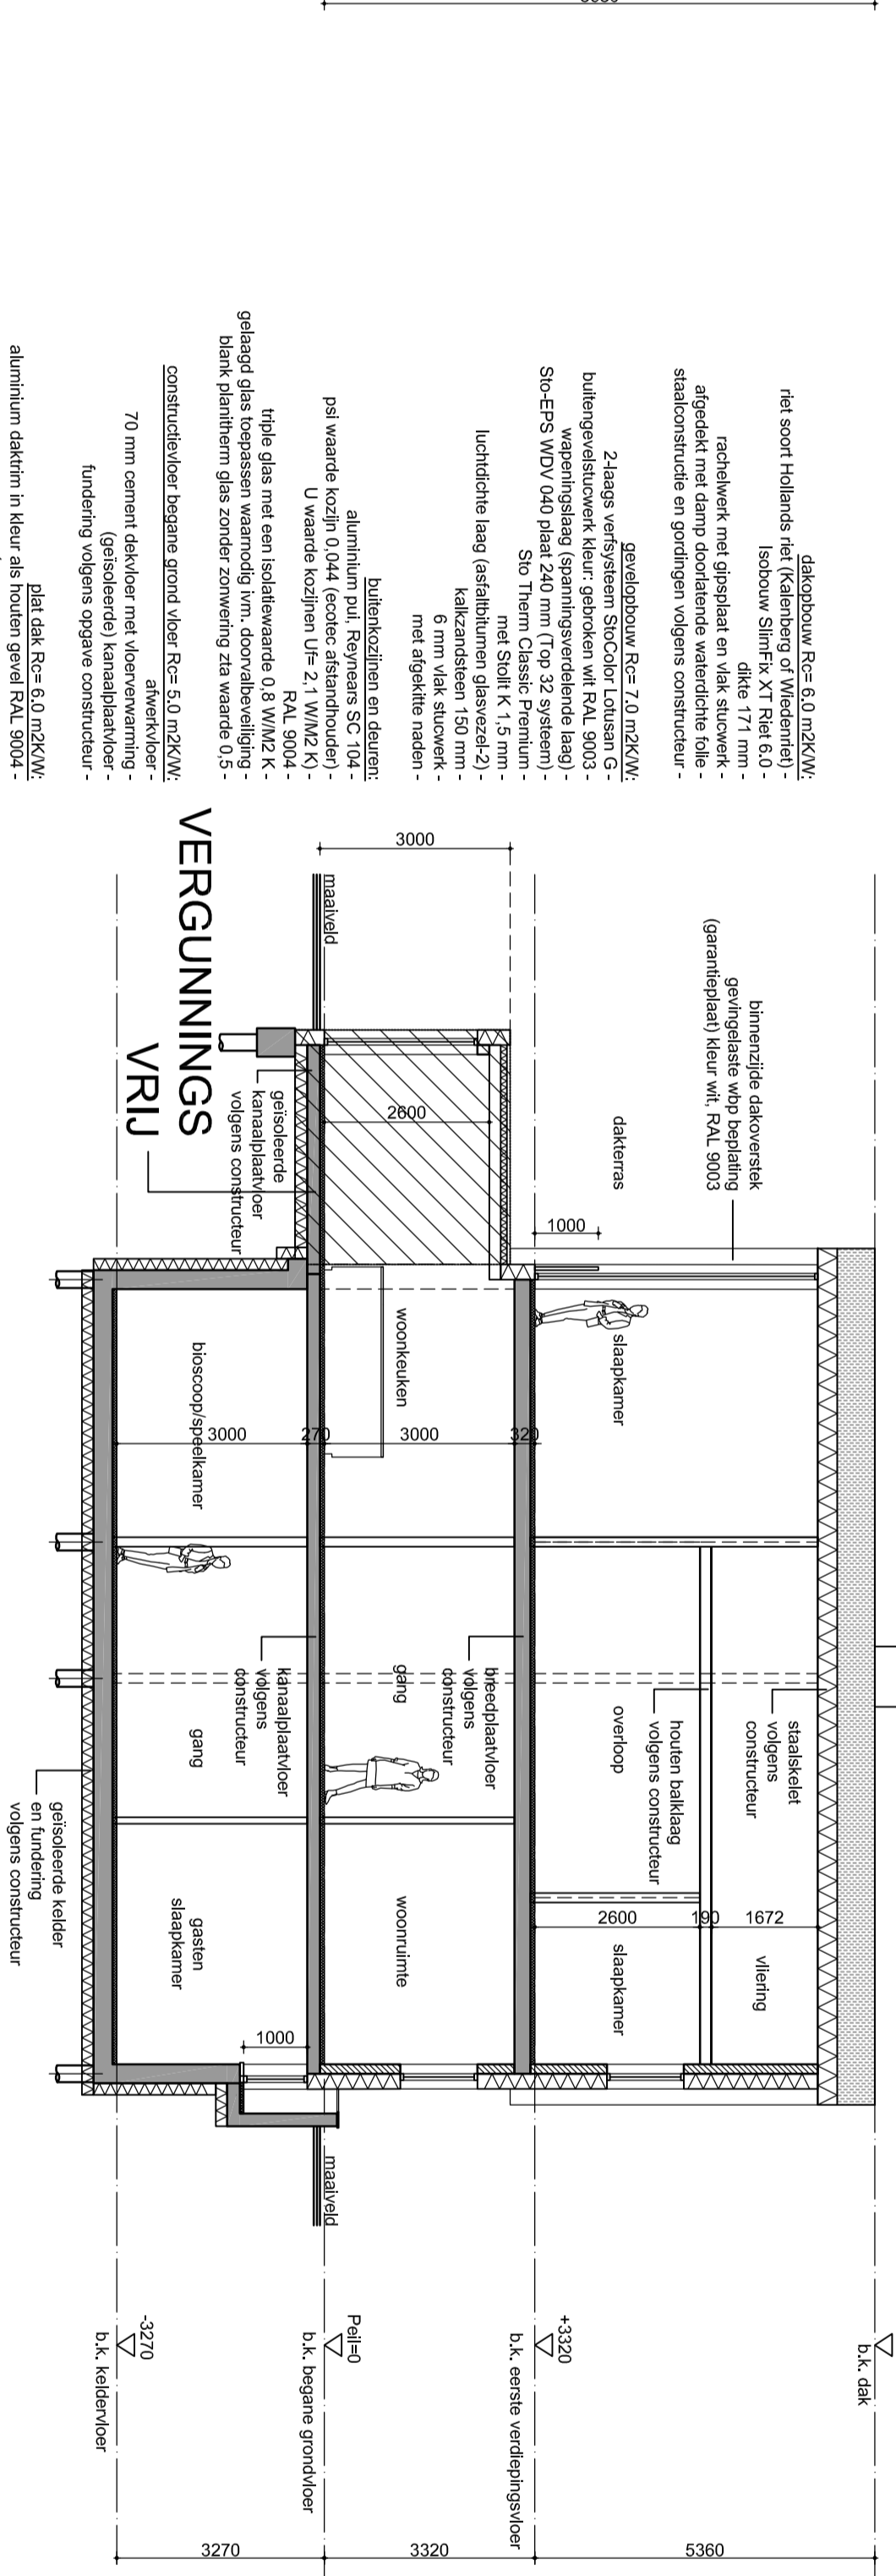 dakopbouw Rc= 6.0 m2K/W:
riet soort Hollands riet (Kalenberg of Wiedenriet) -
Isobouw SlimFix XT Riet 6.0 -
dikte 171 mm -
rachelwerk met gipsplaat en vlak stucwerk -
afgedekt met damp doorlatende waterdichte folie -
staalconstructie en gordingen volgens constructeur -
gevelopbouw Rc= 7.0 m2K/W:
2-laags verfsysteem StoColor Lotusan G -
buitengevelstucwerk kleur: gebroken wit RAL 9003 -
wapeningslaag (spanningsverdelende laag) -
Sto-EPS WDV 040 plaat 240 mm (Top 32 systeem) -
Sto Therm Classic Premium -
met Stolit K 1,5 mm -
luchtdichte laag (asfaltbitumen glasvezel-2) -
kalkzandsteen 150 mm -
6 mm vlak stucwerk -
met afgekitte naden -
buitenkozijnen en deuren:
aluminium pui, Reynears SC 104 -
psi waarde kozijn 0,044 (ecotec afstandhouder) -
U waarde kozijnen Uf= 2,1 W/M2 K) -
RAL 9004 -
triple glas met een isolatiewaarde 0,8 W/M2 K -
gelaagd glas toepassen waarnodig ivm. doorvalbeveiliging -
blank planitherm glas zonder zonwering zta waarde 0,5 -
constructievloer begane grond vloer Rc= 5.0 m2K/W:
afwerkvloer -
70 mm cement dekvloer met vloerverwarming -
(geïsoleerde) kanaalplaatvloer -
fundering volgens opgave constructeur -
plat dak Rc= 6.0 m2K/W:
aluminium daktrim in kleur als houten gevel RAL 9004 -
binnenzijde dakoverstek
gevingelaste wbp beplating
(garantieplaat) kleur wit, RAL 9003
3000
maaiveld
VERGUNNINGS
VRIJ
geïsoleerde
kanaalplaatvloer
volgens constructeur
2600
dakterras
1000
slaapkamer
woonkeuken
bioscoop/speelkamer
320
3000
270
3000
staalskelet
volgens
constructeur
houten balklaag
volgens constructeur
overloop
breedplaatvloer
volgens
constructeur
gang
kanaalplaatvloer
volgens
constructeur
gang
geïsoleerde kelder
en fundering
volgens constructeur
1672
190
2600
vliering
slaapkamer
woonruimte
gasten
slaapkamer
1000
maaiveld
b.k. dak
+3320
b.k. eerste verdiepingsvloer
Peil=0
b.k. begane grondvloer
-3270
b.k. keldervloer
5360
3320
3270